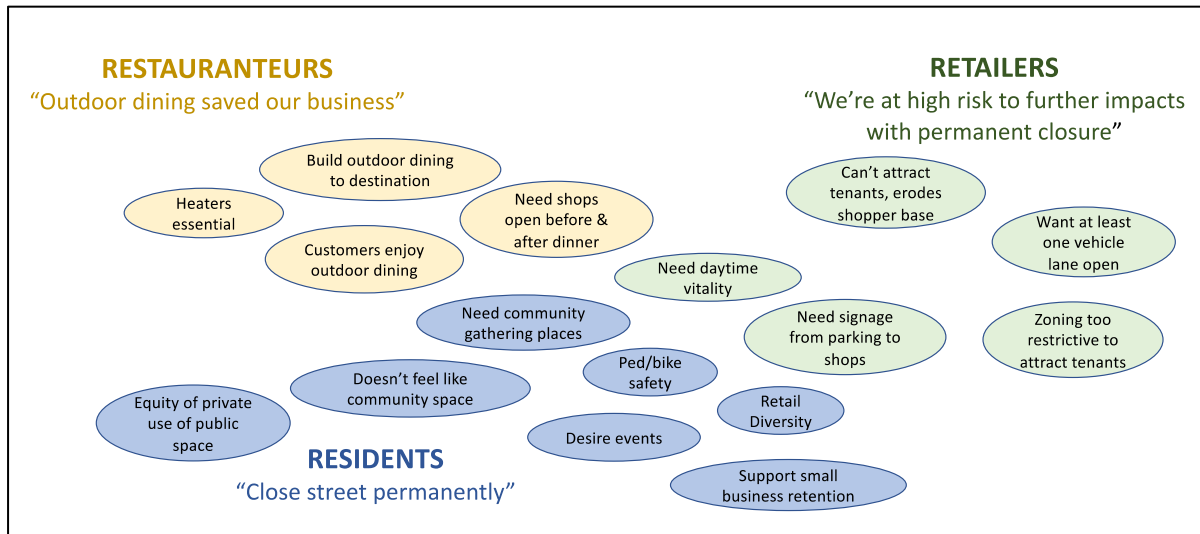 RESTAURANTEURS
“Outdoor dining saved our business”
RETAILERS
“We’re at high risk to further impacts
with permanent closure”
Build outdoor dining
to destination
Heaters
essential
Need shops
open before &
after dinner
Customers enjoy
outdoor dining
Can’t attract
tenants, erodes
shopper base
Want at least
one vehicle
lane open
Need daytime
vitality
Need signage
from parking to
shops
Zoning too
restrictive to
attract tenants
Need community
gathering places
Ped/bike
safety
Doesn’t feel like
community space
Retail
Diversity
Equity of private
use of public
space
Desire events
Support small
business retention
RESIDENTS
“Close street permanently”